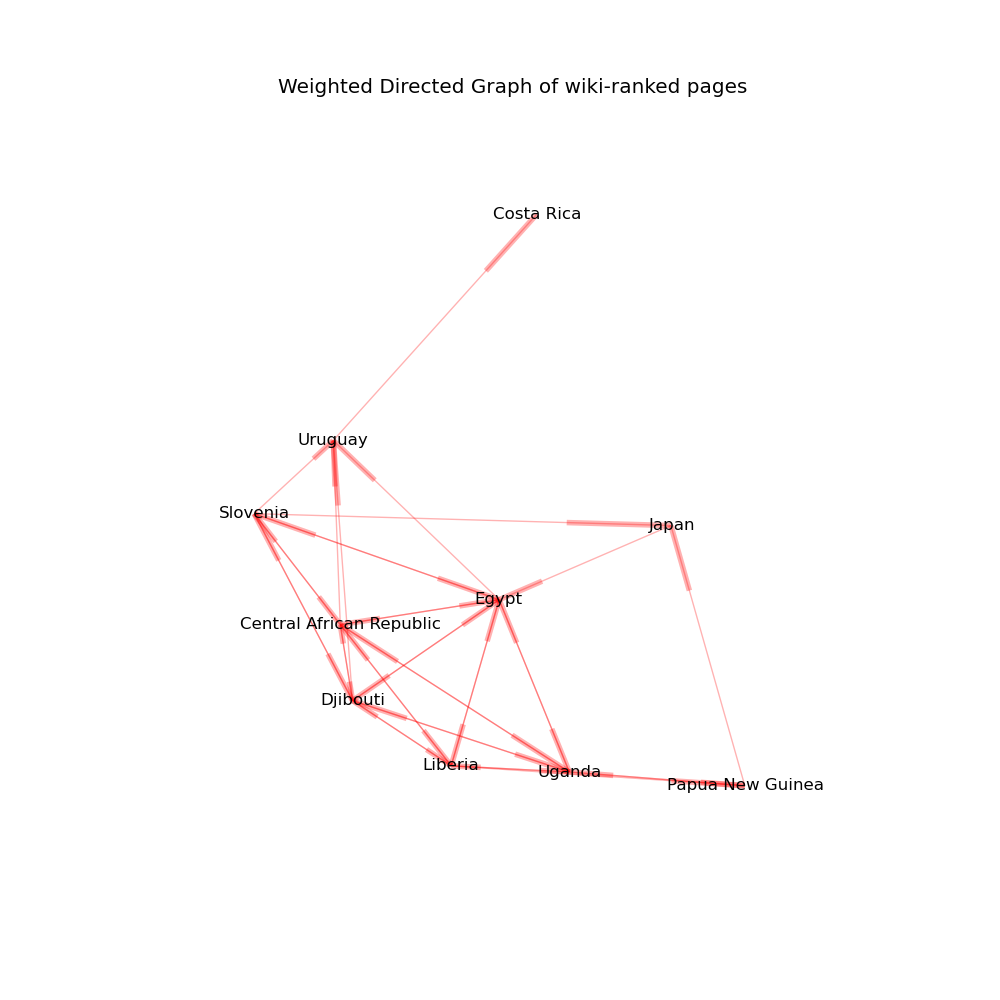 Weighted Directed Graph of wiki-ranked pages
Costa Rica
Uruguay
Slovenia
Japan
Egypt
Central African Republic
Djibouti
Liberia
Uganda
Papua New Guinea